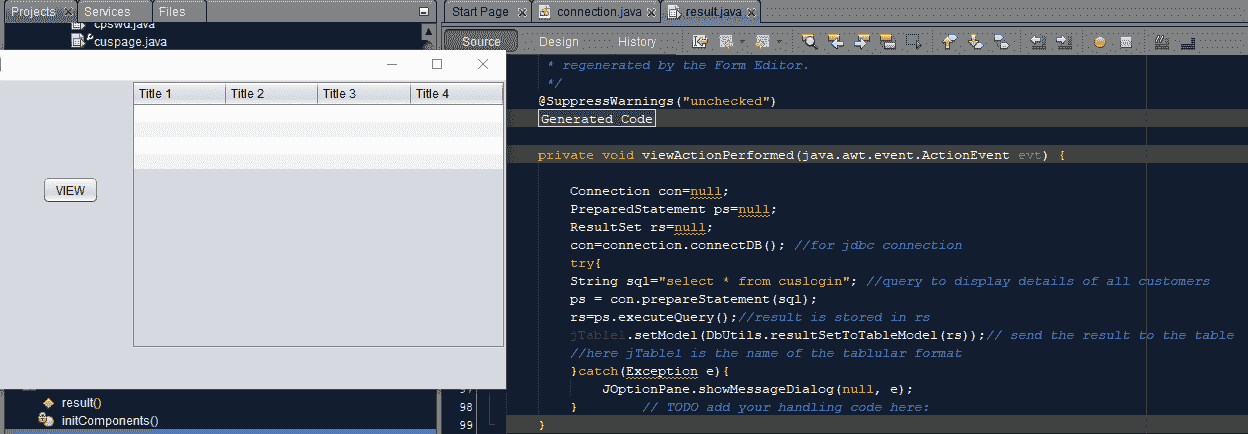 Projects Services Files
Start Page connection.java result.java
cpswd.java
cuspage.java
Source Design History
Title 1 Title 2 Title 3 Title 4
VIEW
* regenerated by the Form Editor.
*/
@SuppressWarnings("unchecked")
Generated Code
private void viewActionPerformed(java.awt.event.ActionEvent evt) {
Connection con=null;
PreparedStatement ps=null;
ResultSet rs=null;
con=connection.connectDB(); //for jdbc connection
try{
String sql="select * from cuslogin"; //query to display details of all customers
ps = con.prepareStatement(sql);
rs=ps.executeQuery();//result is stored in rs
jTable1.setModel(DbUtils.resultSetToTableModel(rs));// send the result to the table
//here jTable1 is the name of the tablular format
}catch(Exception e){
JOptionPane.showMessageDialog(null, e);
98 } // TODO add your handling code here:
99 }
result()
initComponents()